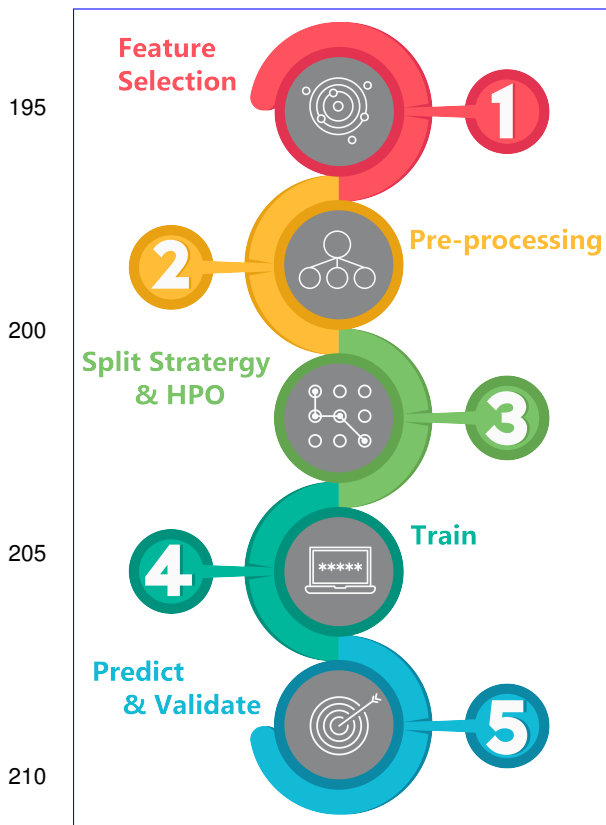 Feature
Selection
195
1
Pre-processing
2
200
Split Stratergy
& HPO
3
205
Train
*****
4
Predict
& Validate
5
210